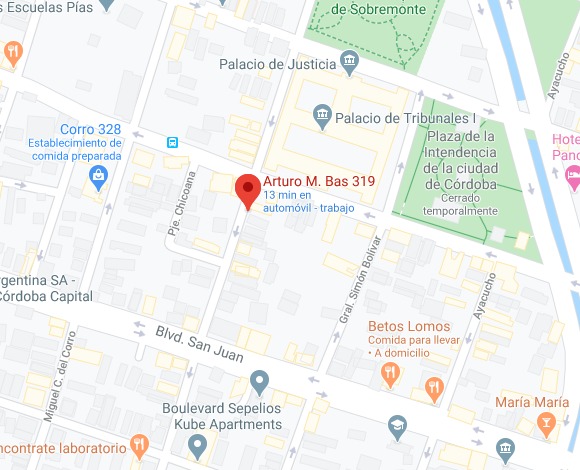 s Escuelas Pías
de Sobremonte
Palacio de Justicia
Ayacucho
Palacio de Tribunales I
Corro 328
Establecimiento de
comida preparada
Plaza de la
Intendencia
de la ciudad
de Córdoba
Cerrado
temporalmente
Hote
Pano
Pje. Chicoana
Arturo M. Bas 319
13 min en
automóvil - trabajo
Gral. Simón Bolívar
Ayacucho
rgentina SA -
Córdoba Capital
Blvd. San Juan
Betos Lomos
Comida para llevar
• A domicilio
Miguel C. del Corro
Boulevard Sepelios
Kube Apartments
María María
ncontrate laboratorio